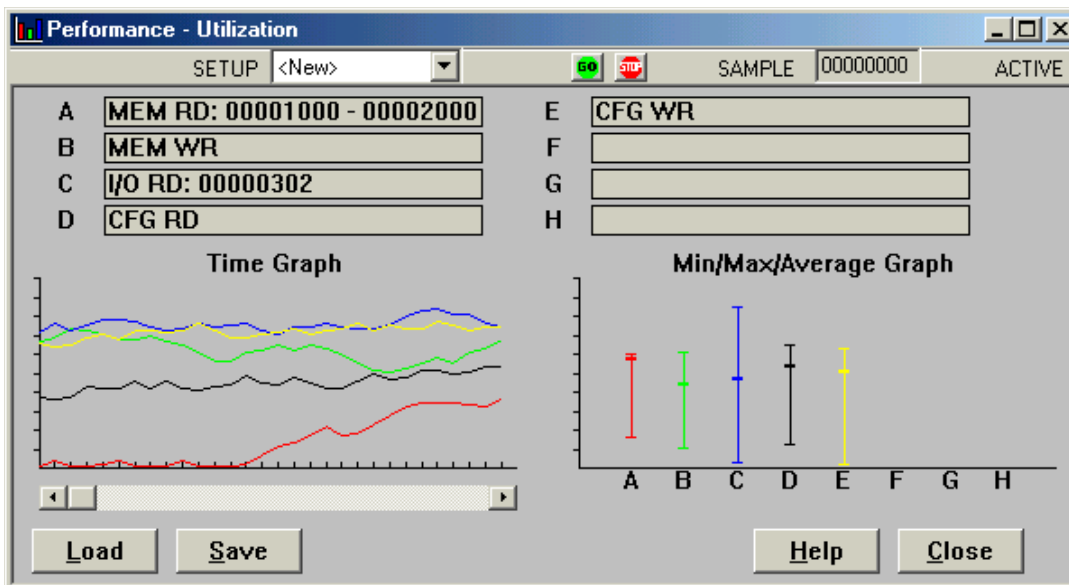 Performance - Utilization
SETUP <New> GO STOP SAMPLE 00000000 ACTIVE
A MEM RD: 00001000 - 00002000
B MEM WR
C I/O RD: 00000302
D CFG RD
E CFG WR
F
G
H
Time Graph
Min/Max/Average Graph
A B C D E F G H
Load Save Help Close